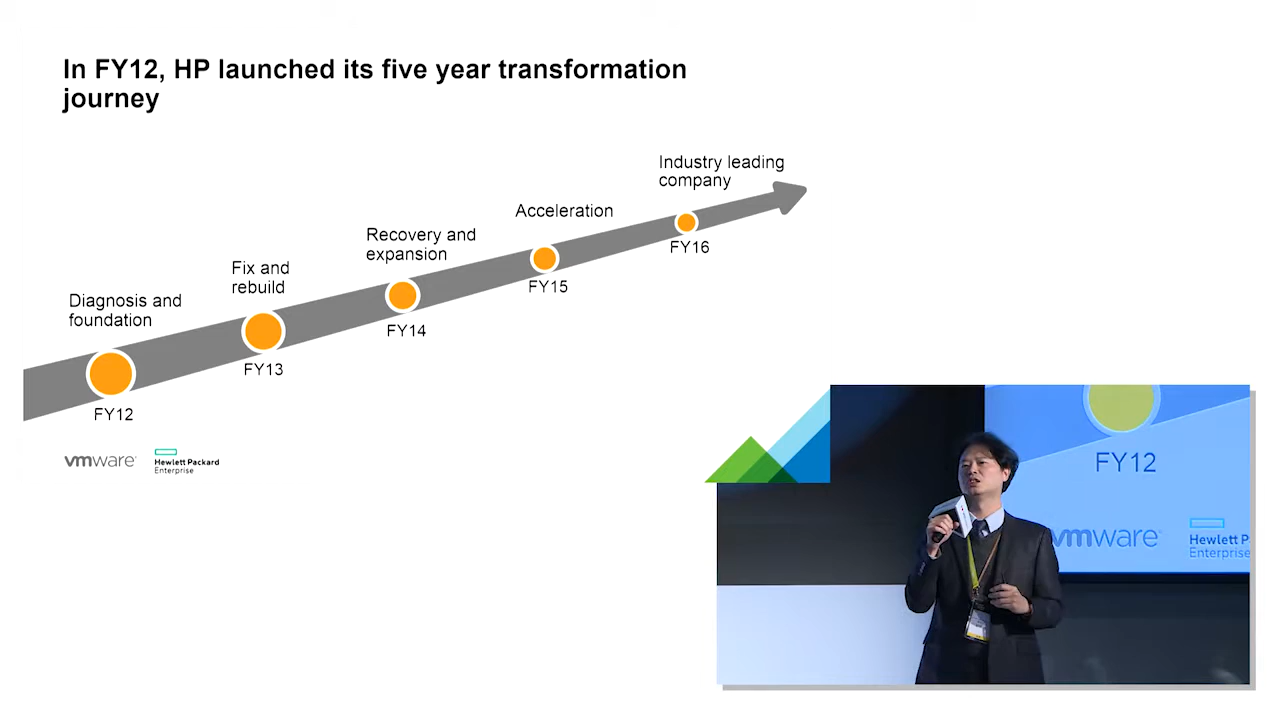 In FY12, HP launched its five year transformation
journey
Industry leading
company
Acceleration
Recovery and
expansion
Fix and
rebuild
Diagnosis and
foundation
FY16
FY15
FY14
FY13
FY12
vmware
Hewlett Packard
Enterprise
FY12
vmware
Hewlett P
Enterprise